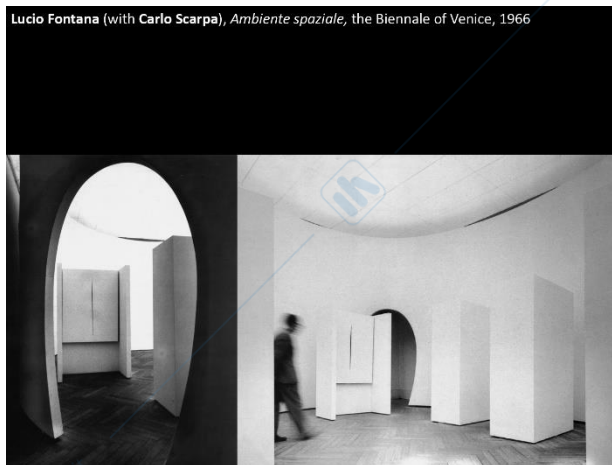 Lucio Fontana (with Carlo Scarpa), Ambiente spaziale, the Biennale of Venice, 1966